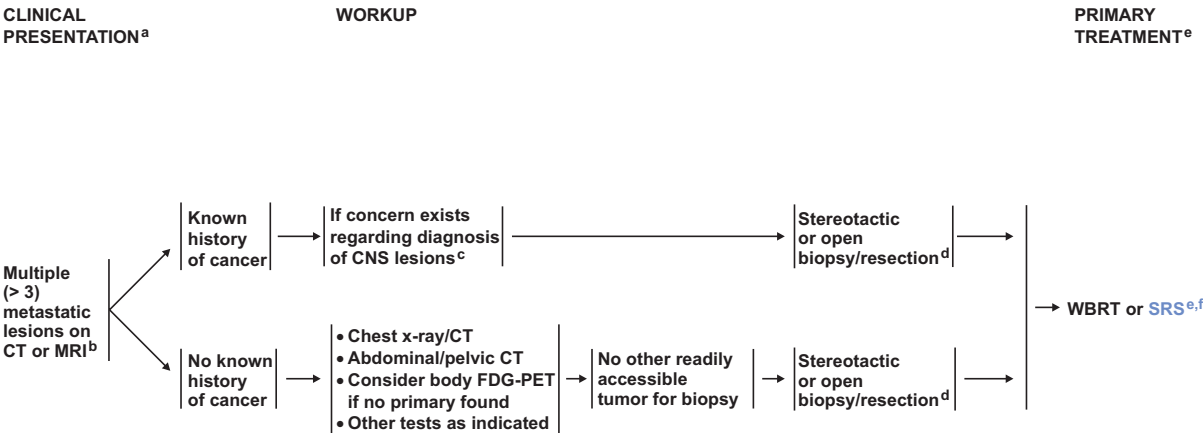 CLINICAL
PRESENTATIONa
WORKUP
PRIMARY
TREATMENTe
Multiple
(> 3)
metastatic
lesions on
CT or MRIb
Known
history
of cancer
If concern exists
regarding diagnosis
of CNS lesionsc
Stereotactic
or open
biopsy/resectiond
No known
history
of cancer
• Chest x-ray/CT
• Abdominal/pelvic CT
• Consider body FDG-PET
if no primary found
• Other tests as indicated
No other readily
accessible
tumor for biopsy
Stereotactic
or open
biopsy/resectiond
WBRT or SRSe,f